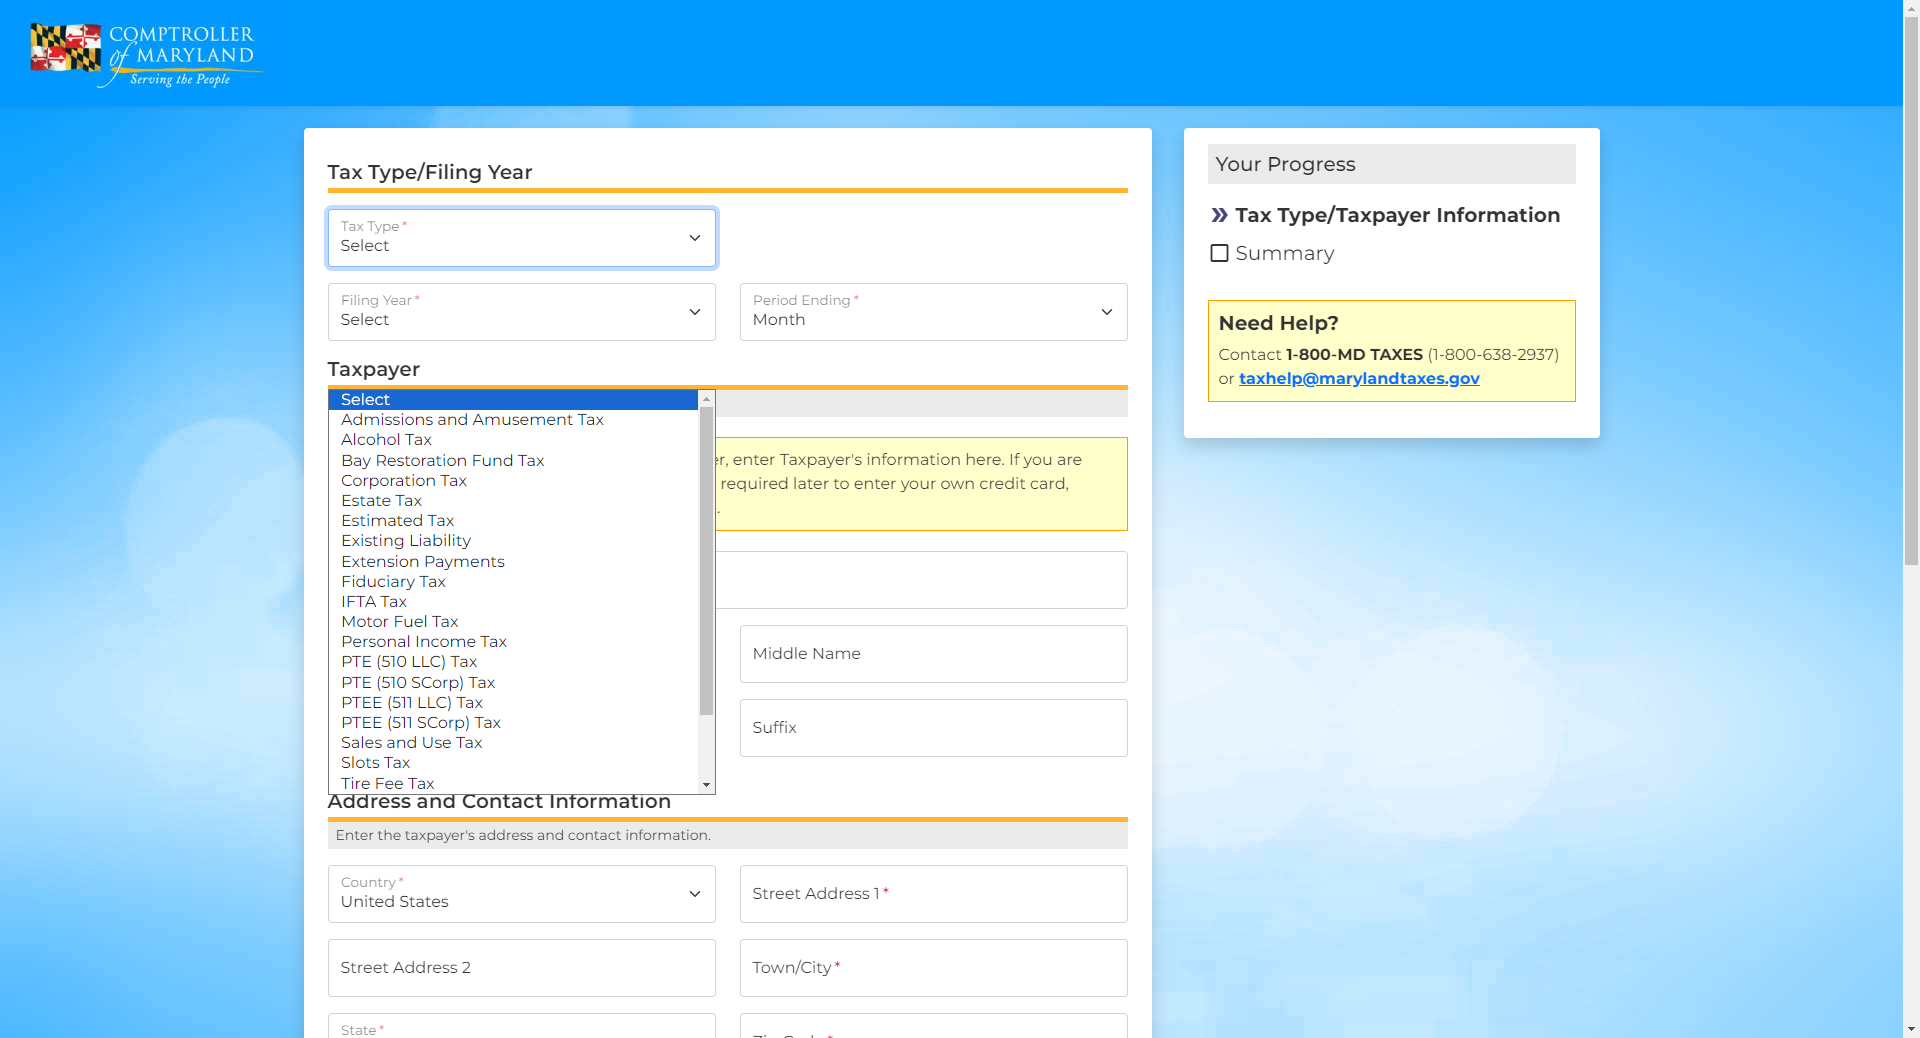 COMPTROLLER
of MARYLAND
Serving the People
Tax Type/Filing Year
Tax Type*
Select
Filing Year*
Select
Period Ending*
Month
Taxpayer
Select
Admissions and Amusement Tax
Alcohol Tax
Bay Restoration Fund Tax
Corporation Tax
Estate Tax
Estimated Tax
Existing Liability
Extension Payments
Fiduciary Tax
IFTA Tax
Motor Fuel Tax
Personal Income Tax
PTE (510 LLC) Tax
PTE (510 SCorp) Tax
PTEE (511 LLC) Tax
PTEE (511 SCorp) Tax
Sales and Use Tax
Slots Tax
Tire Fee Tax
, enter Taxpayer's information here. If you are
required later to enter your own credit card,
.
Middle Name
Suffix
Address and Contact Information
Enter the taxpayer's address and contact information.
Country*
United States
Street Address 1*
Street Address 2
Town/City*
State*
Your Progress
Tax Type/Taxpayer Information
Summary
Need Help?
Contact 1-800-MD TAXES (1-800-638-2937)
or taxhelp@marylandtaxes.gov